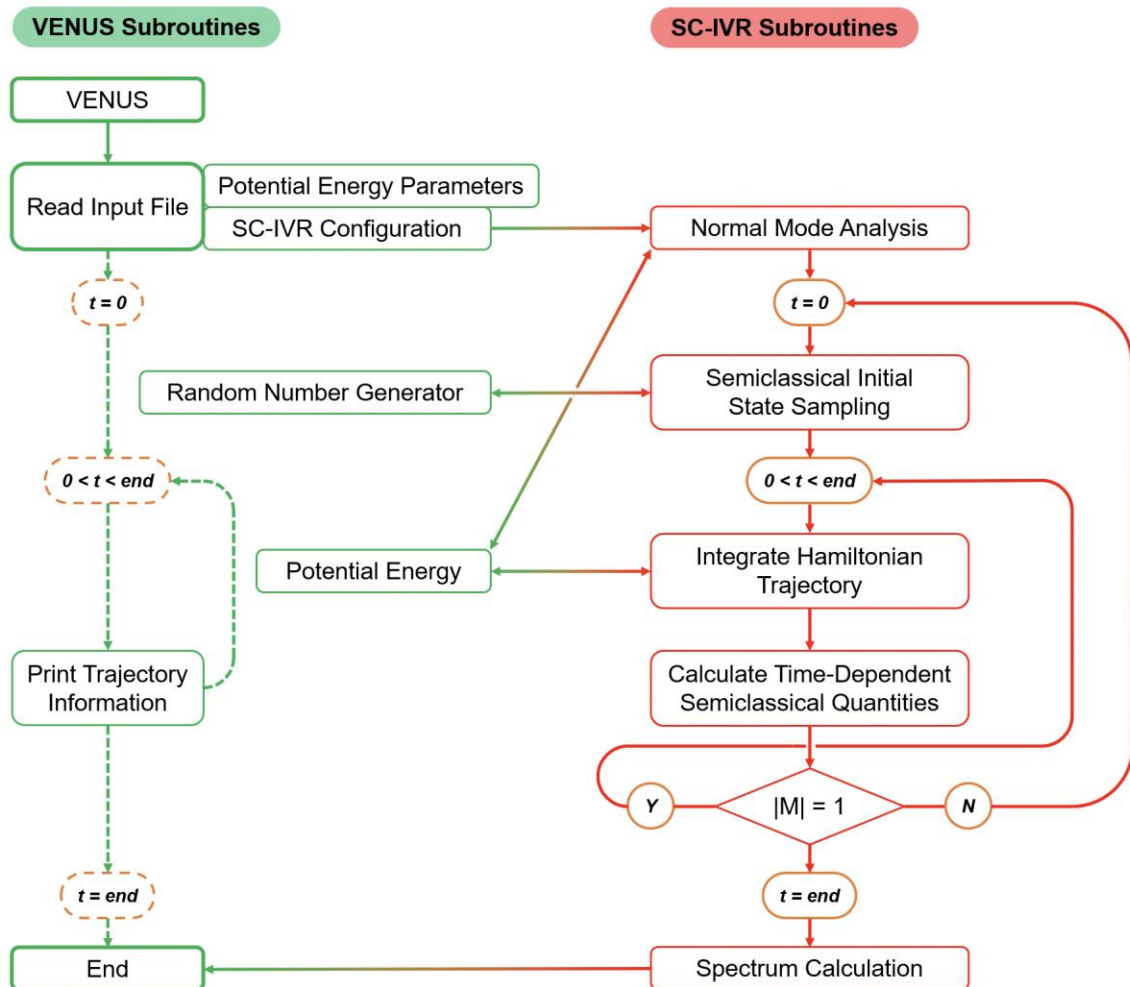 VENUS Subroutines
SC-IVR Subroutines
VENUS
Read Input File
Potential Energy Parameters
SC-IVR Configuration
Normal Mode Analysis
t = 0
t = 0
Random Number Generator
Semiclassical Initial
State Sampling
0 < t < end
0 < t < end
Potential Energy
Integrate Hamiltonian
Trajectory
Print Trajectory
Information
Calculate Time-Dependent
Semiclassical Quantities
Y
|M| = 1
N
t = end
t = end
End
Spectrum Calculation